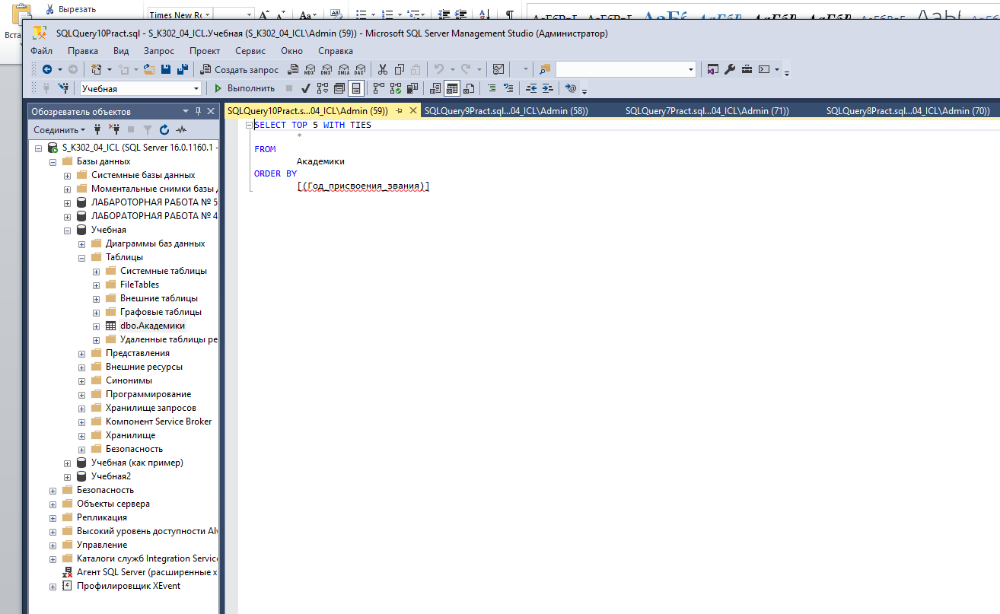 Вырезать
Times New Ro
Встa
SQLQuery10Pract.sql - S_K302_04_ICL.Учебная (S_K302_04_ICL\Admin (59)) - Microsoft SQL Server Management Studio (Администратор)
Файл Правка Вид Запрос Проект Сервис Окно Справка
Создать запрос MDX DMX XMLA DAX
Учебная Выполнить
Обозреватель объектов
SQLQuery10Pract.s...04_ICL\Admin (59)) SQLQuery9Pract.sql...04_ICL\Admin (58)) SQLQuery7Pract.sql...04_ICL\Admin (71)) SQLQuery8Pract.sql...04_ICL\Admin (70))
Соединить
S_K302_04_ICL (SQL Server 16.0.1160.1 -
Базы данных
Системные базы данных
Моментальные снимки базы
ЛАБАРОТОРНАЯ РАБОТА № 5
ЛАБОРАТОРНАЯ РАБОТА № 4
Учебная
Диаграммы баз данных
Таблицы
Системные таблицы
FileTables
Внешние таблицы
Графовые таблицы
dbo.Академики
Удаленные таблицы ре
Представления
Внешние ресурсы
Синонимы
Программирование
Хранилище запросов
Компонент Service Broker
Хранилище
Безопасность
Учебная (как пример)
Учебная2
Безопасность
Объекты сервера
Репликация
Высокий уровень доступности Al
Управление
Каталоги служб Integration Service
Агент SQL Server (расширенные х
Профилировщик XEvent
SELECT TOP 5 WITH TIES
*
FROM
Академики
ORDER BY
[(Год_присвоения_звания)]